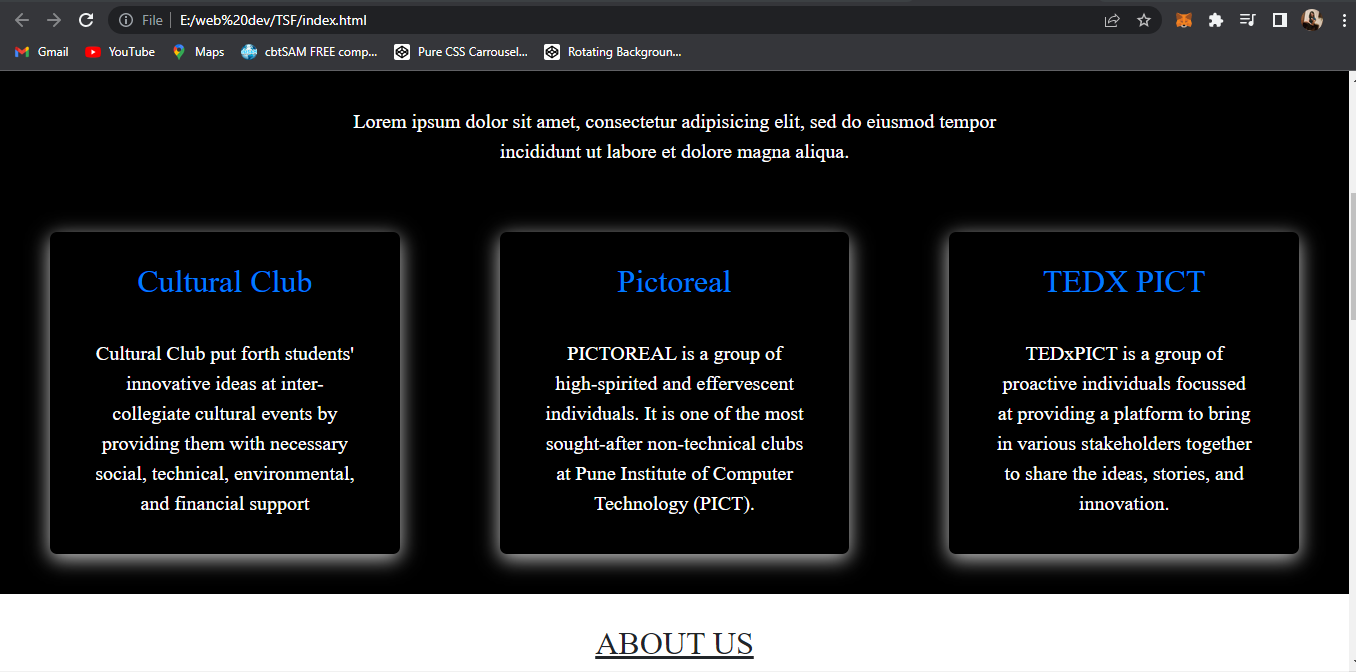 File
E:/web%20dev/TSF/index.html
Gmail
YouTube
Maps
cbtSAM FREE comp...
Pure CSS Carrousel...
Rotating Backgroun...
Lorem ipsum dolor sit amet, consectetur adipisicing elit, sed do eiusmod tempor
incididunt ut labore et dolore magna aliqua.
Cultural Club
Cultural Club put forth students'
innovative ideas at inter-
collegiate cultural events by
providing them with necessary
social, technical, environmental,
and financial support
Pictoreal
PICTOREAL is a group of
high-spirited and effervescent
individuals. It is one of the most
sought-after non-technical clubs
at Pune Institute of Computer
Technology (PICT).
TEDX PICT
TEDxPICT is a group of
proactive individuals focussed
at providing a platform to bring
in various stakeholders together
to share the ideas, stories, and
innovation.
ABOUT US